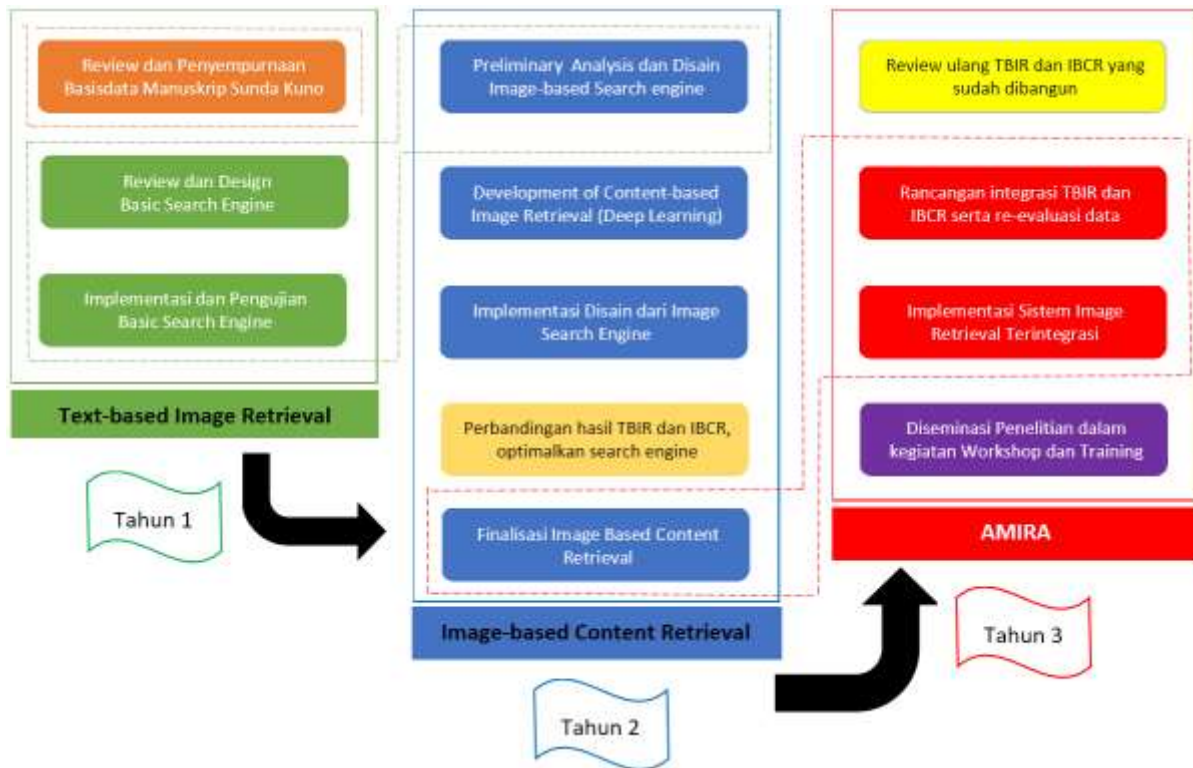 Review dan Penyempurnaan
Basisdata Manuskrip Sunda Kuno
Review dan Design
Basic Search Engine
Implementasi dan Pengujian
Basic Search Engine
Text-based Image Retrieval
Tahun 1
Preliminary Analysis dan Disain
Image-based Search engine
Development of Content-based
Image Retrieval (Deep Learning)
Implementasi Disain dari Image
Search Engine
Perbandingan hasil TBIR dan IBCR,
optimalkan search engine
Finalisasi Image Based Content
Retrieval
Image-based Content Retrieval
Tahun 2
Review ulang TBIR dan IBCR yang
sudah dibangun
Rancangan integrasi TBIR dan
IBCR serta re-evaluasi data
Implementasi Sistem Image
Retrieval Terintegrasi
Diseminasi Penelitian dalam
kegiatan Workshop dan Training
AMIRA
Tahun 3